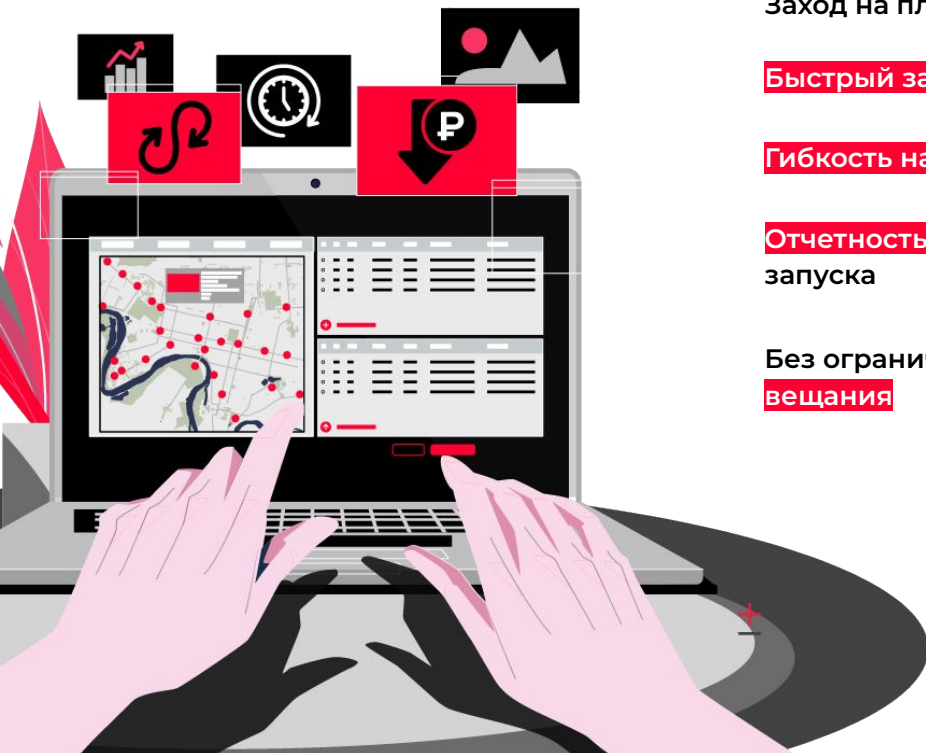 Заход на пл
Быстрый за
Гибкость на
Отчетность
запуска
Без ограни
вещания